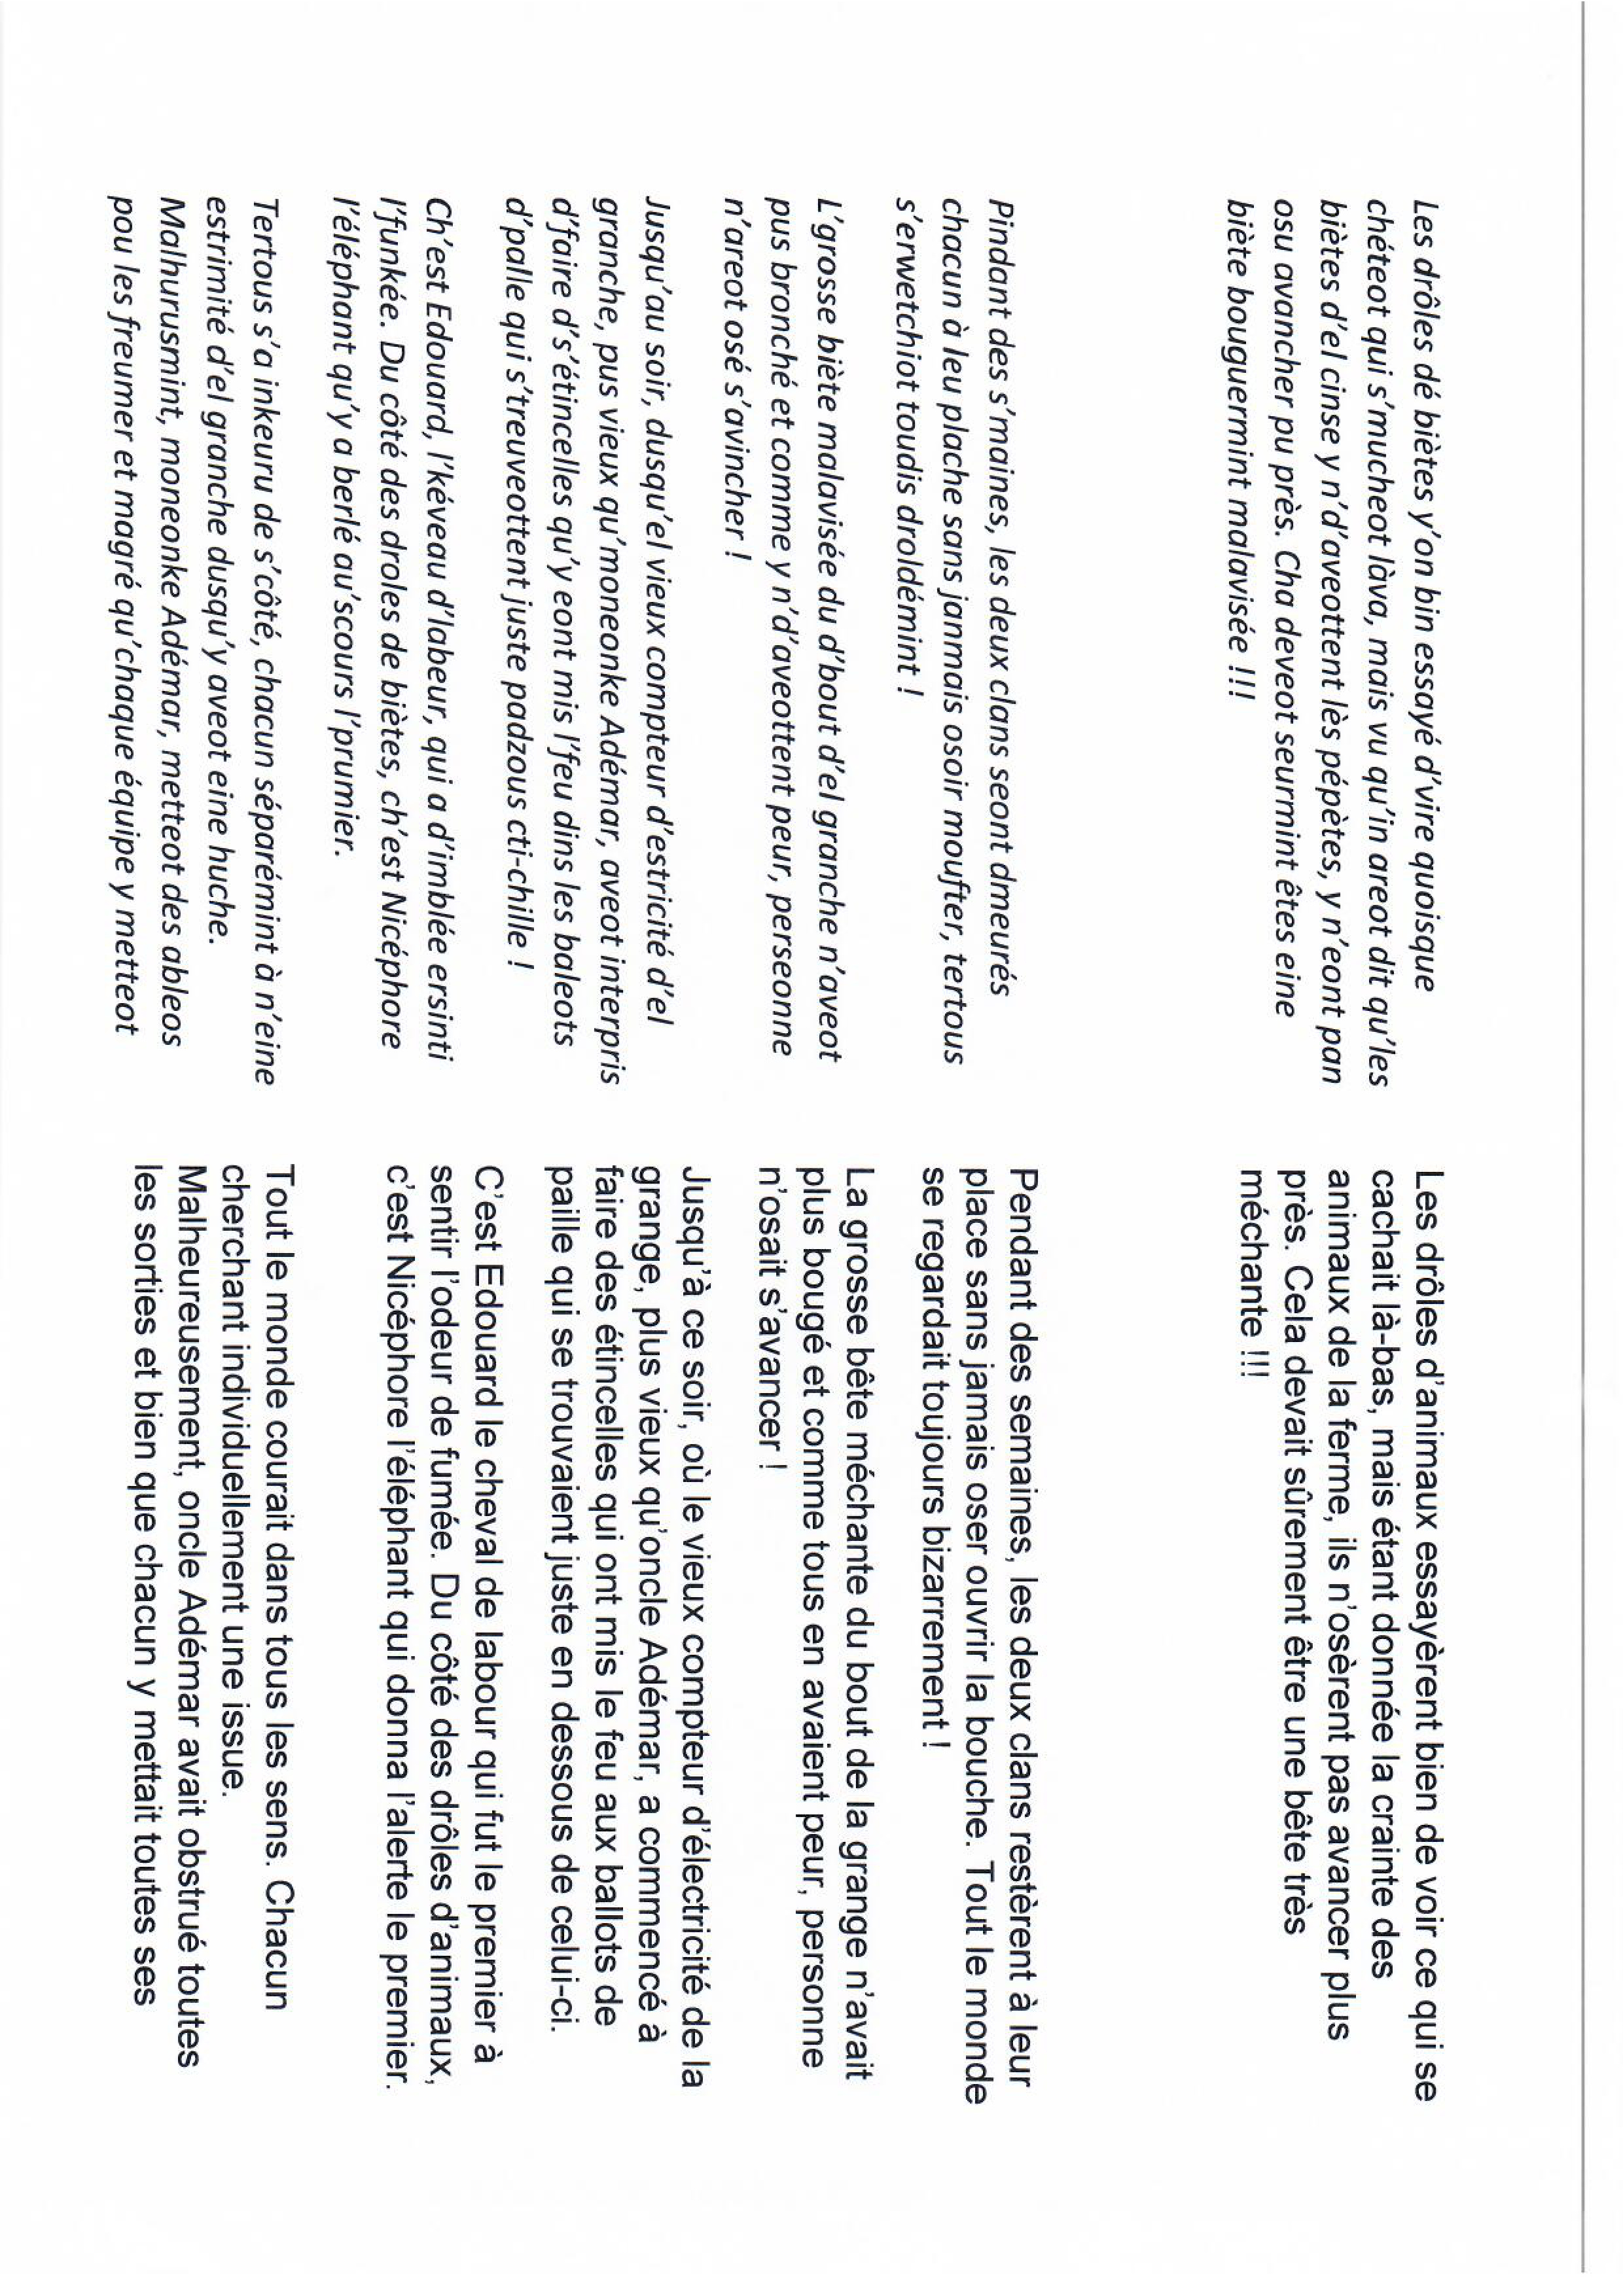 Les drôles dé biètes y'on bin essayé d'vire quoisque
chéteot qui s'mucheot làva, mais vu qu'in areot dit qu'les
biètes d'el cinse y n'd'aveottent lès pépètes, y n'eont pan
osu avancher pu près. Cha deveot seurmint êtes eine
biète bouguermint malavisée !!!
Pindant des s'maines, les deux clans seont dmeurés
chacun à leu plache sans janmais osoir moufter, tertous
s'erwetchiot toudis droldémint !
L'grosse biète malavisée du d'bout d'el granche n'aveot
pus bronché et comme y n'd'aveottent peur, perseonne
n'areot osé s'avincher !
Jusqu'au soir, dusqu'el vieux compteur d'estricité d'el
granche, pus vieux qu'moneonke Adémar, aveot interpris
d'faire d's'étincelles qu'y eont mis l'feu dins les baleots
d'palle qui s'treuveottent juste padzous cti-chille !
Ch'est Edouard, l'kéveau d'labeur, qui a d'imblée ersinti
l'funkée. Du côté des droles de biètes, ch'est Nicéphore
l'éléphant qu'y a berlé au'scours l'prumier.
Tertous s'a inkeuru de s'côté, chacun séparémint à n'eine
estrimité d'el granche dusqu'y aveot eine huche.
Malhurusmint, moneonke Adémar, metteot des ableos
pou les freumer et magré qu'chaque équipe y metteot
Les drôles d'animaux essayèrent bien de voir ce qui se
cachait là-bas, mais étant donnée la crainte des
animaux de la ferme, ils n'osèrent pas avancer plus
près. Cela devait sûrement être une bête très
méchante !!!
Pendant des semaines, les deux clans restèrent à leur
place sans jamais oser ouvrir la bouche. Tout le monde
se regardait toujours bizarrement !
La grosse bête méchante du bout de la grange n'avait
plus bougé et comme tous en avaient peur, personne
n'osait s'avancer !
Jusqu'à ce soir, où le vieux compteur d'électricité de la
grange, plus vieux qu'oncle Adémar, a commencé à
faire des étincelles qui ont mis le feu aux ballots de
paille qui se trouvaient juste en dessous de celui-ci.
C'est Edouard le cheval de labour qui fut le premier à
sentir l'odeur de fumée. Du côté des drôles d'animaux,
c'est Nicéphore l'éléphant qui donna l'alerte le premier.
Tout le monde courait dans tous les sens. Chacun
cherchant individuellement une issue.
Malheureusement, oncle Adémar avait obstrué toutes
les sorties et bien que chacun y mettait toutes ses